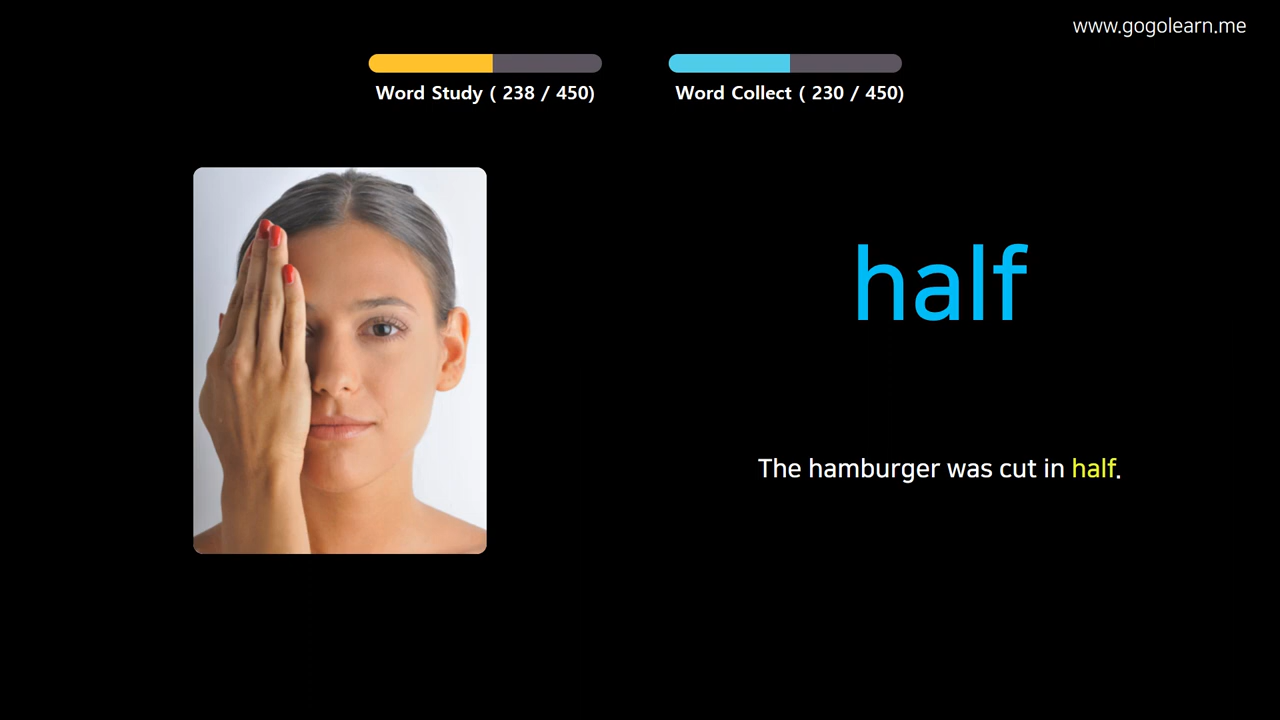 www.gogolearn.me
Word Study ( 238 / 450)
Word Collect ( 230 / 450)
half
The hamburger was cut in half.